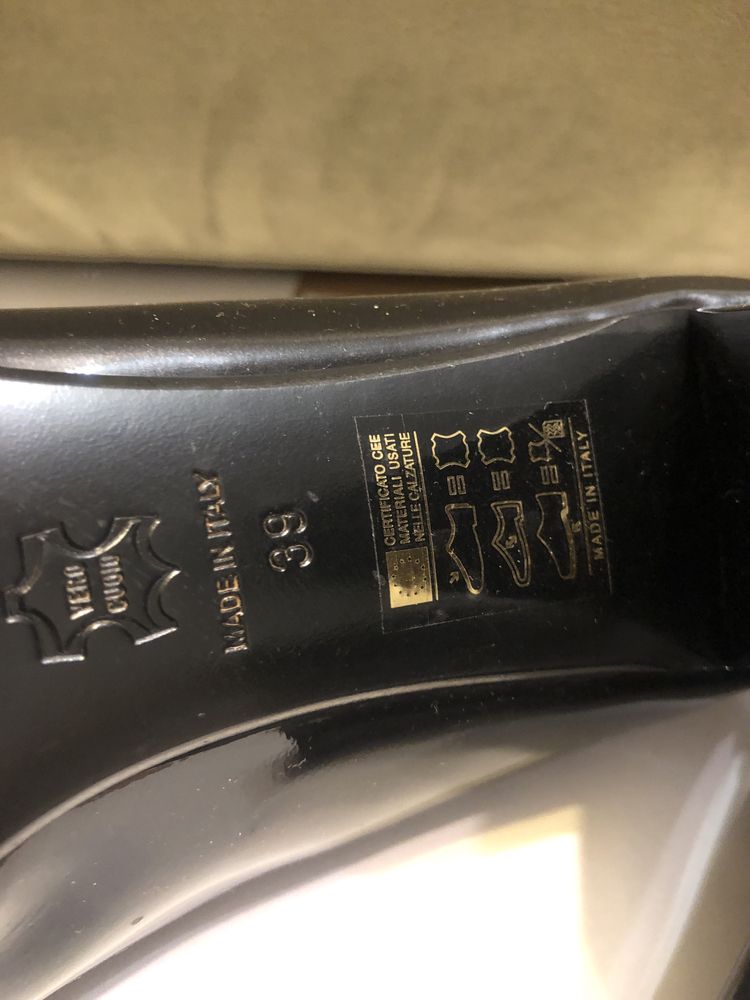 VERO
CUOIO
MADE IN ITALY
39
CERTIFICATO CEE
MATERIALI USATI
NELLE CALZATURE
MADE IN ITALY